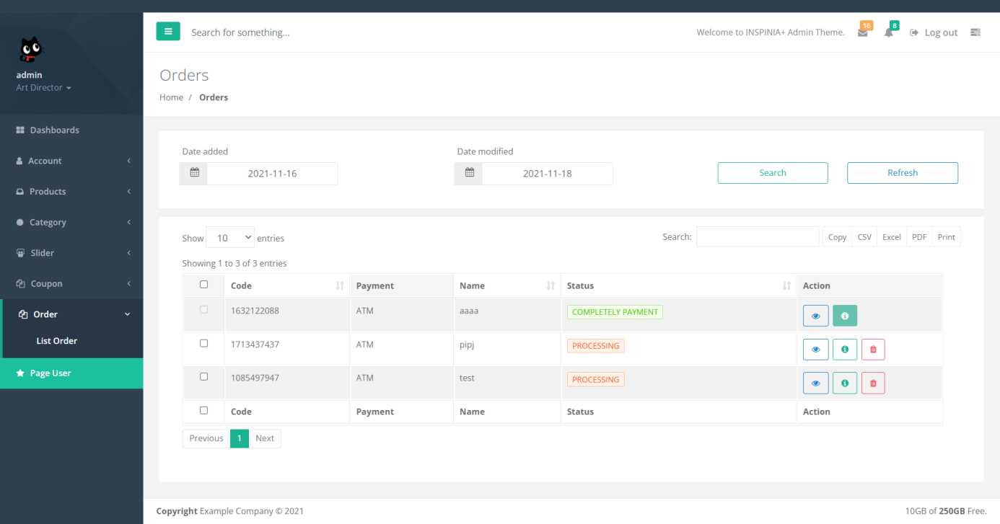 Search for something...
Welcome to INSPINIA+ Admin Theme.
16
8
Log out
admin
Art Director
Dashboards
Account
Products
Category
Slider
Coupon
Order
List Order
Page User
Orders
Home / Orders
Date added
Date modified
2021-11-16
2021-11-18
Search
Refresh
Show 10 entries
Search:
Copy CSV Excel PDF Print
Showing 1 to 3 of 3 entries
Code Payment Name Status Action
1632122088 ATM aaaa COMPLETELY PAYMENT
1713437437 ATM pipj PROCESSING
1085497947 ATM test PROCESSING
Code Payment Name Status Action
Previous 1 Next
Copyright Example Company © 2021
10GB of 250GB Free.